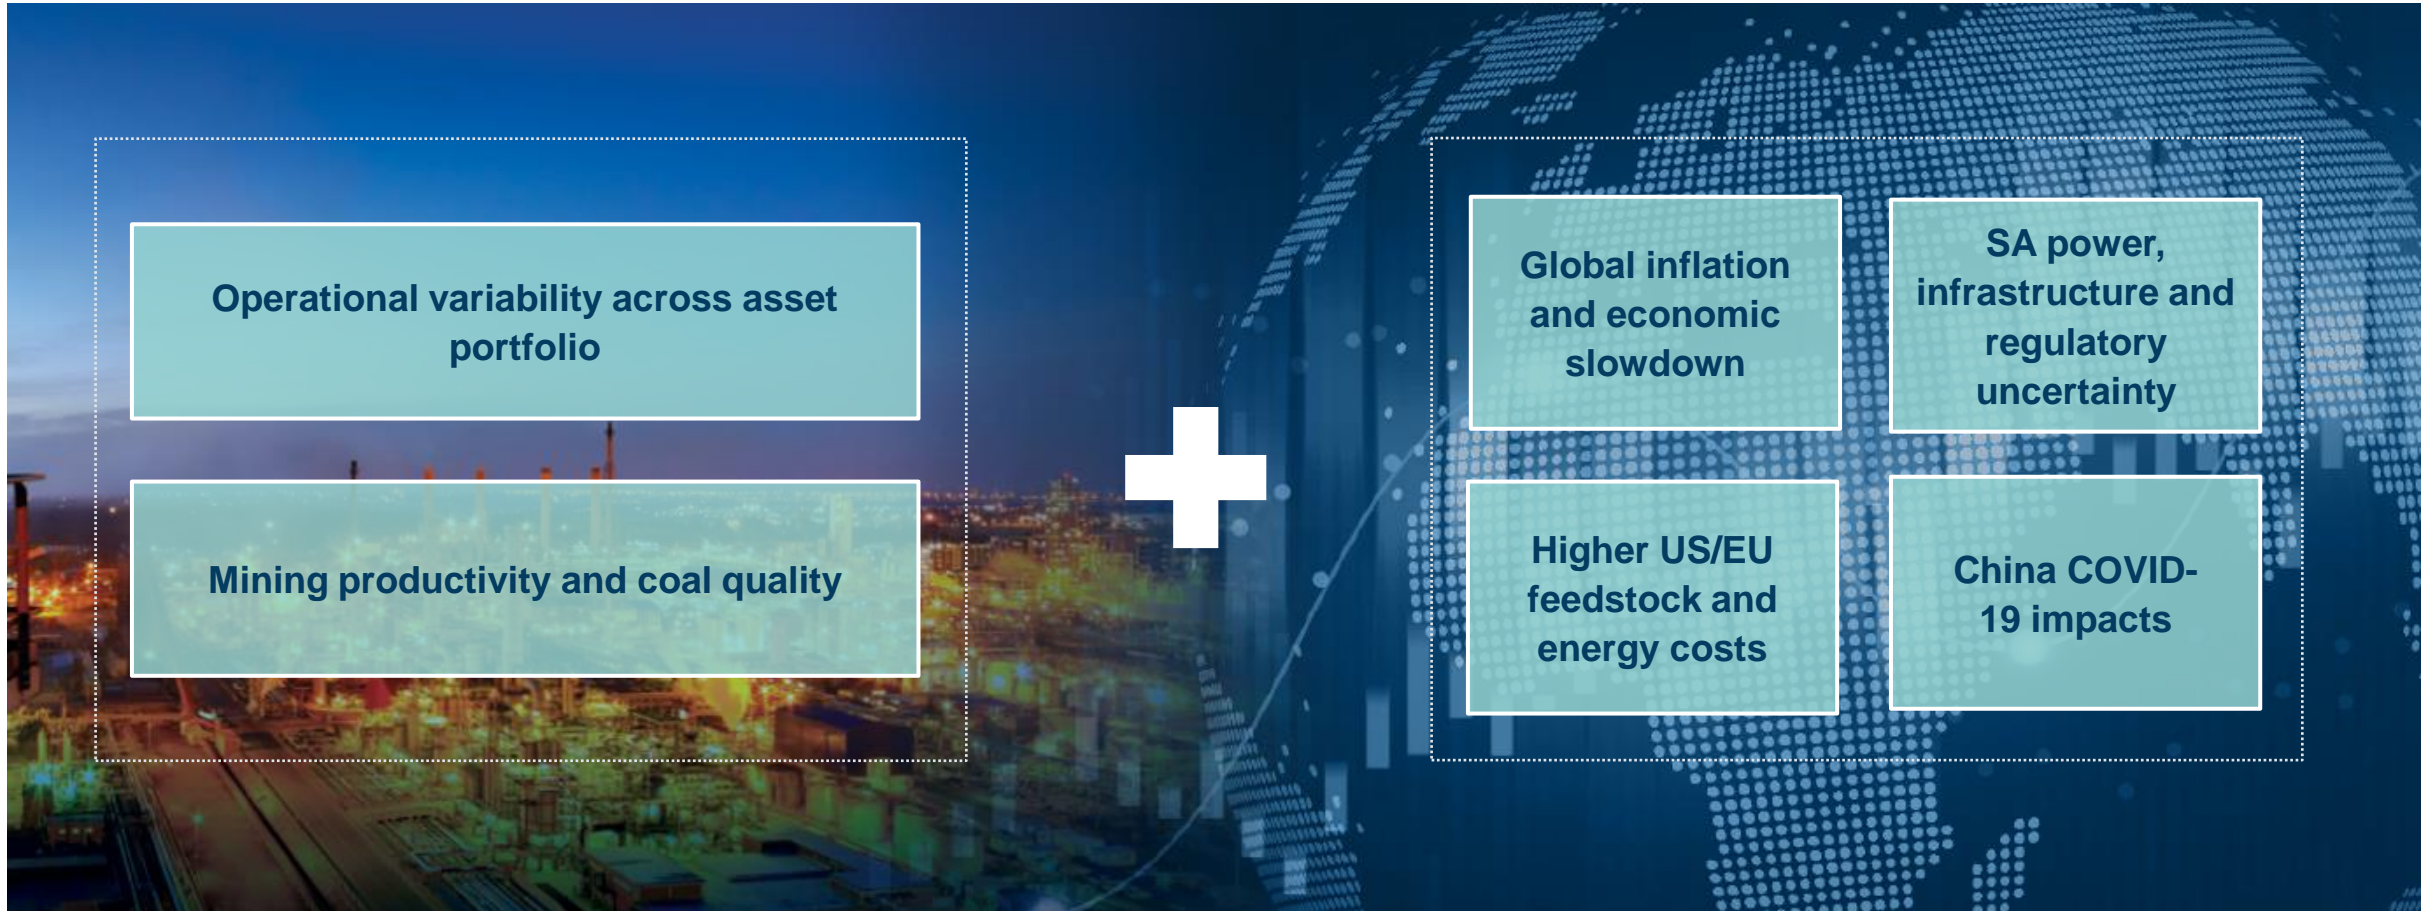 Operational variability across asset
portfolio
Mining productivity and coal quality
Global inflation
and economic
slowdown
SA power,
infrastructure and
regulatory
uncertainty
Higher US/EU
feedstock and
energy costs
China COVID-
19 impacts